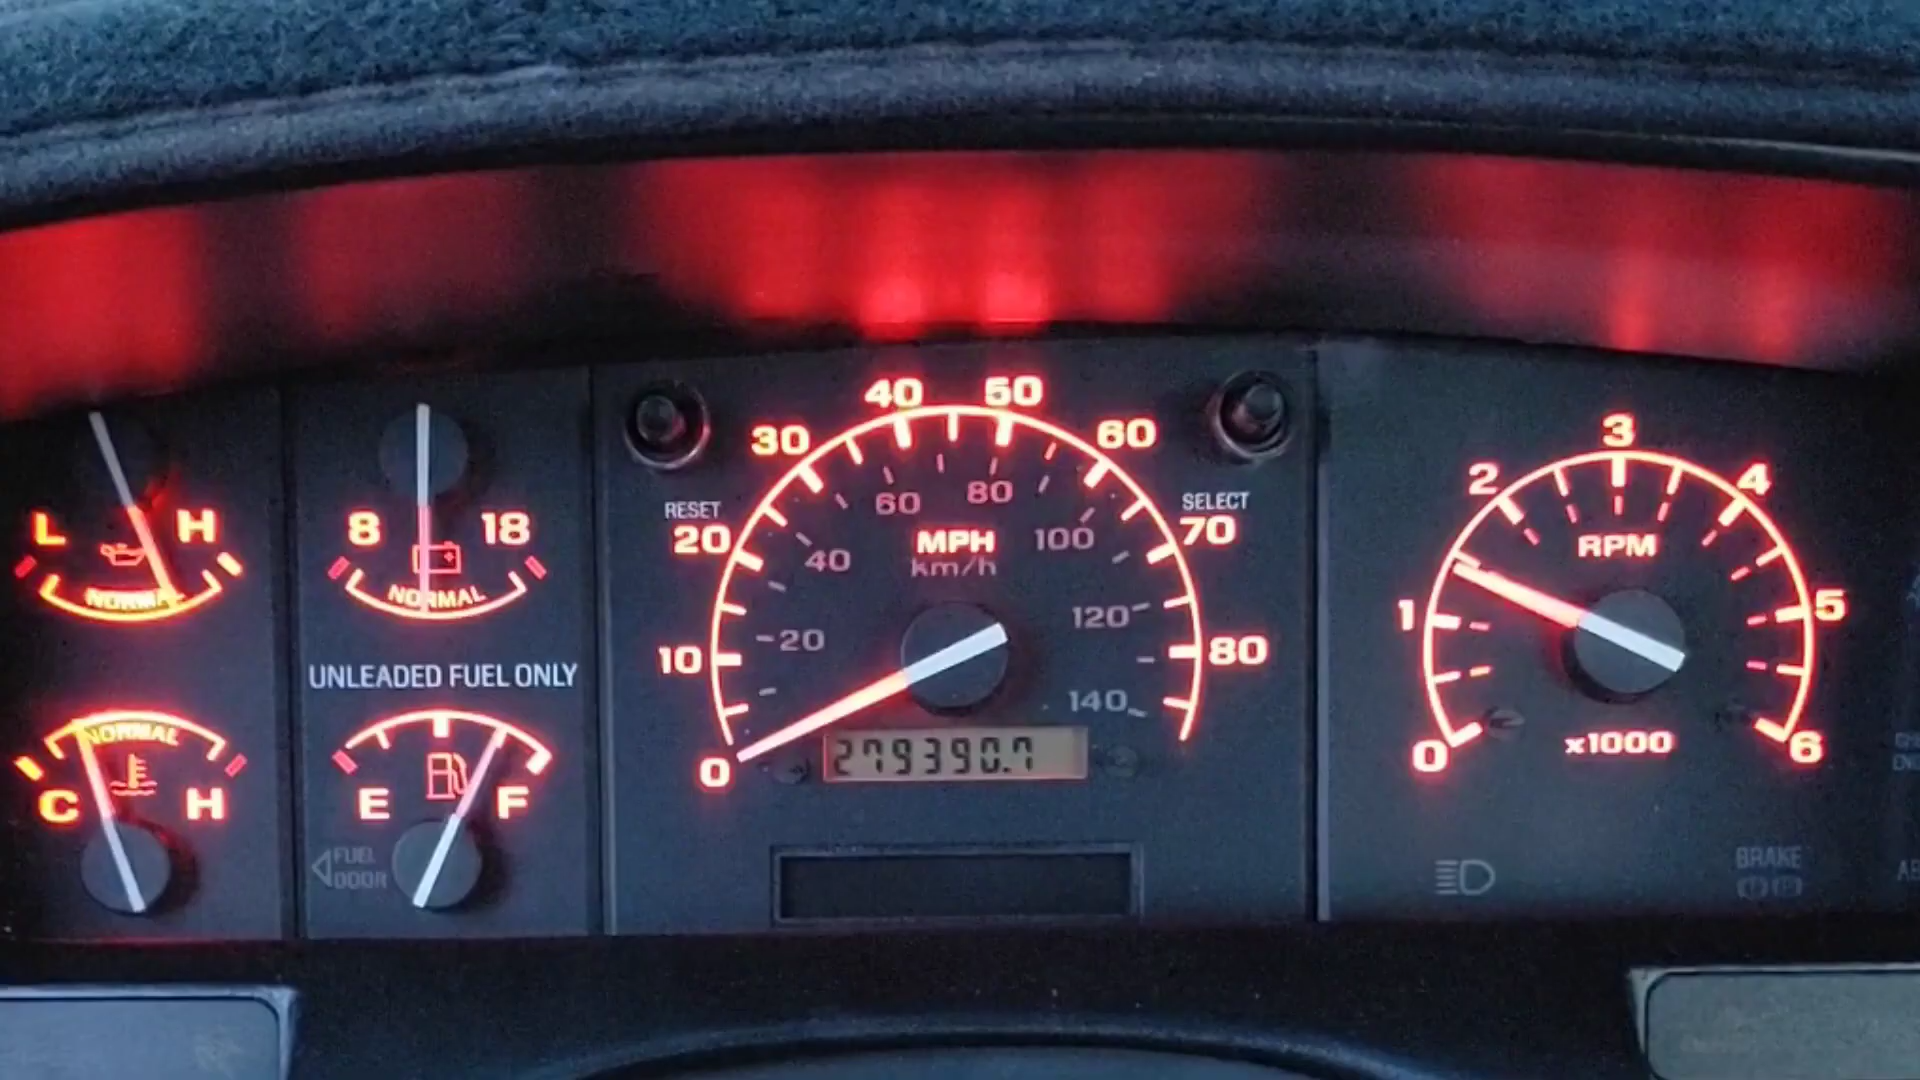 L H
NORMAL
8 18
NORMAL
UNLEADED FUEL ONLY
NORMAL
C H
E F
FUEL
DOOR
RESET
SELECT
0 10 20 30 40 50 60 70 80
20 40 60 80 100 120 140
MPH
km/h
279390.7
0 1 2 3 4 5 6
RPM
x1000
BRAKE